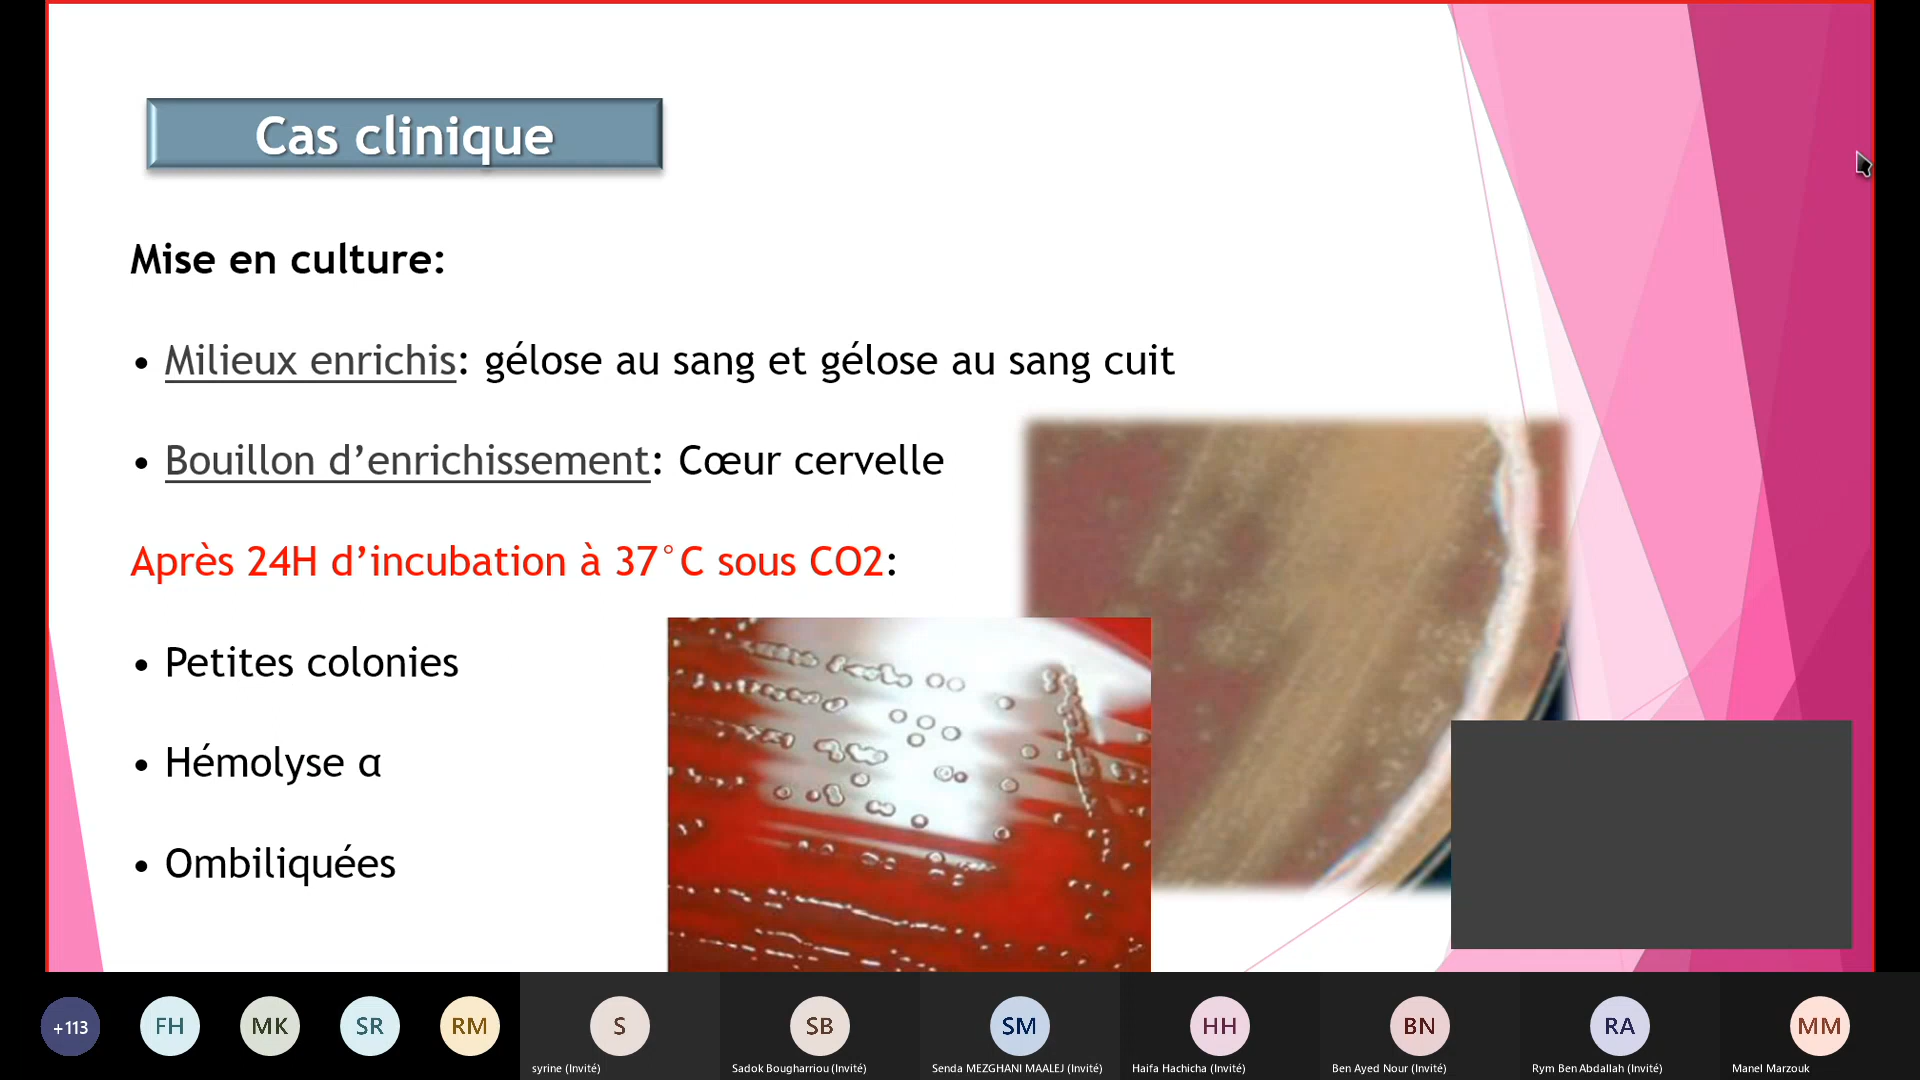 Cas clinique
Mise en culture:
• Milieux enrichis: gélose au sang et gélose au sang cuit
• Bouillon d’enrichissement: Cœur cervelle
Après 24H d’incubation à 37°C sous CO2:
• Petites colonies
• Hémolyse α
• Ombiliquées
+113
FH
MK
SR
RM
S
SB
SM
HH
BN
RA
MM
syrine (Invité)
Sadok Bougharriou (Invité)
Senda MEZGHANI MAALEJ (Invité)
Haifa Hachicha (Invité)
Ben Ayed Nour (Invité)
Rym Ben Abdallah (Invité)
Manel Marzouk